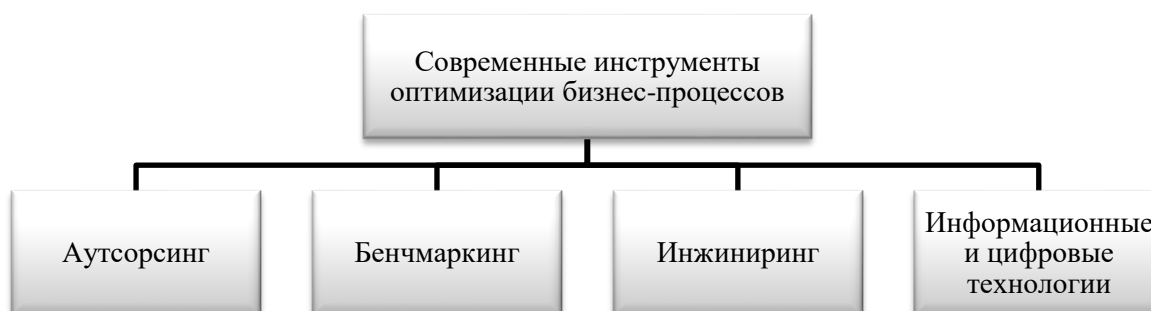 Современные инструменты
оптимизации бизнес-процессов
Аутсорсинг
Бенчмаркинг
Инжиниринг
Информационные
и цифровые
технологии